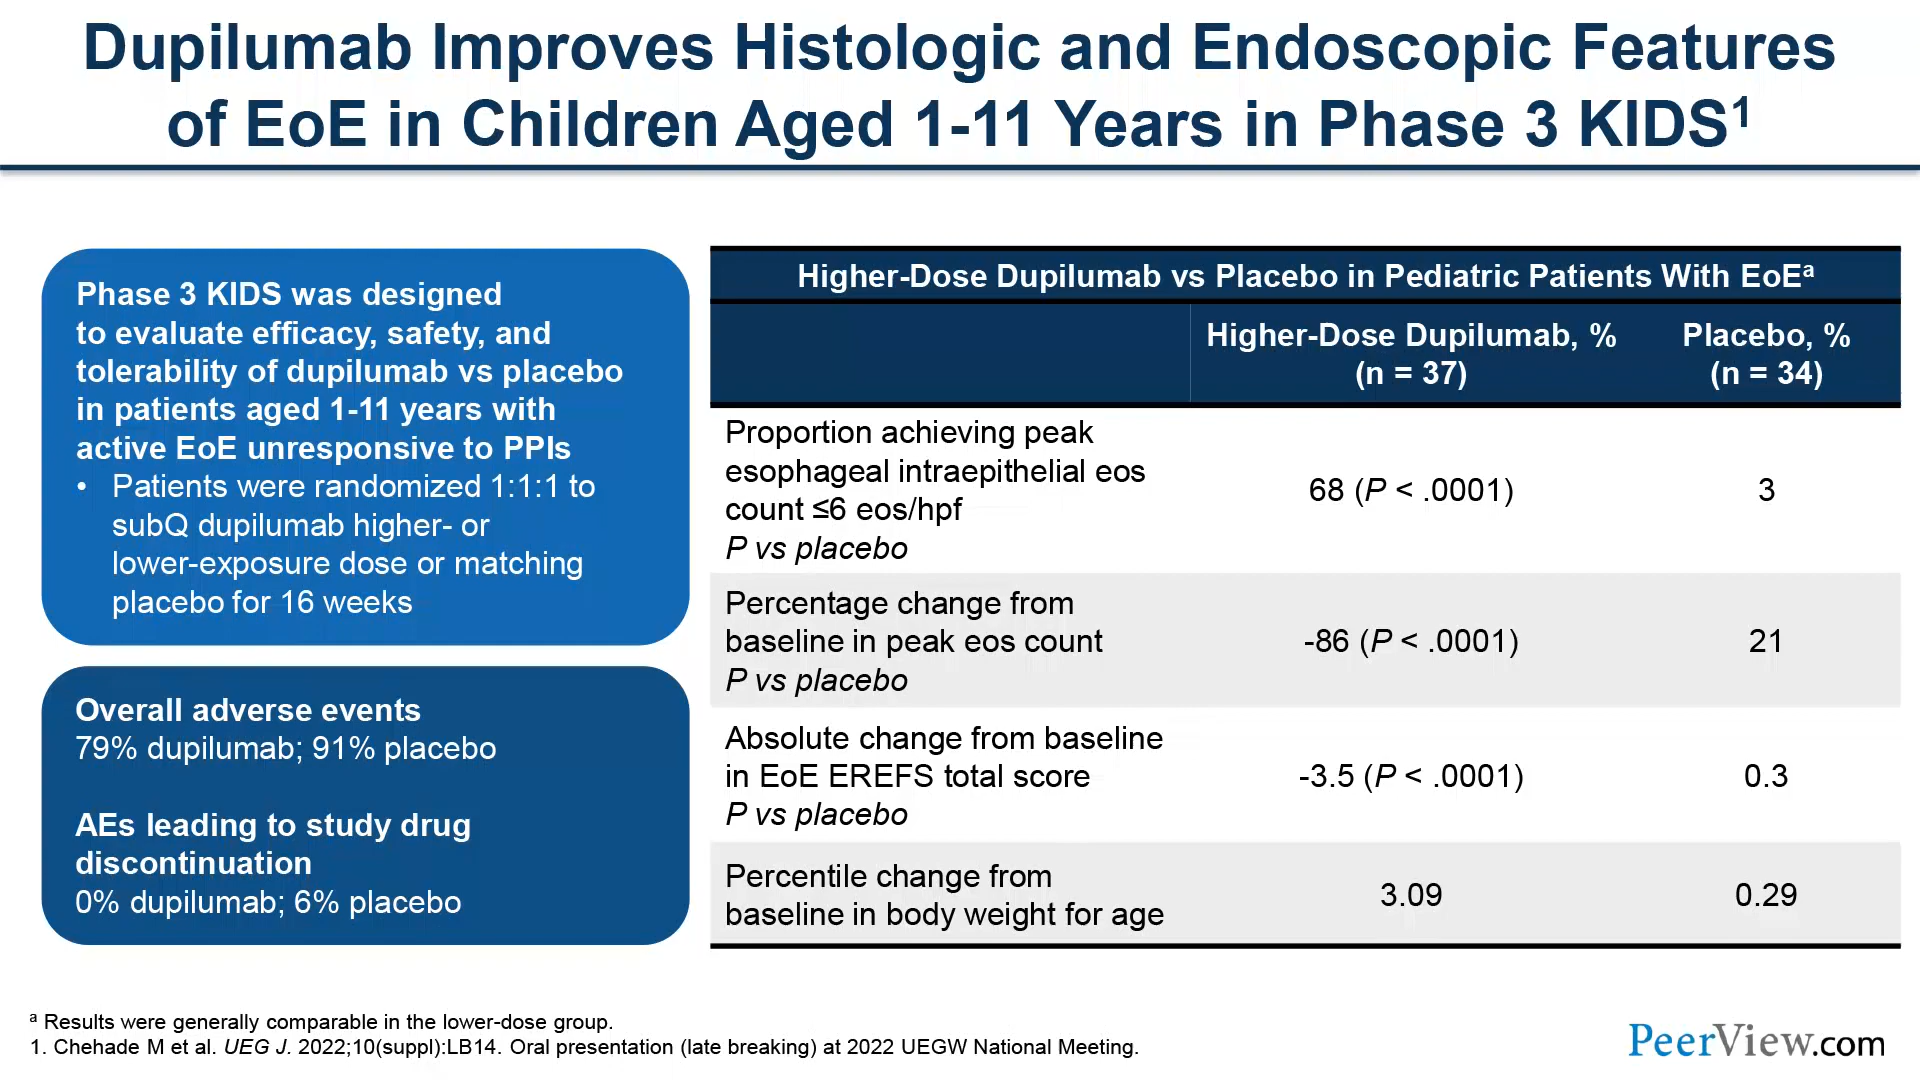 Dupilumab Improves Histologic and Endoscopic Features
of EoE in Children Aged 1-11 Years in Phase 3 KIDS¹
Phase 3 KIDS was designed
to evaluate efficacy, safety, and
tolerability of dupilumab vs placebo
in patients aged 1-11 years with
active EoE unresponsive to PPIs
• Patients were randomized 1:1:1 to
subQ dupilumab higher- or
lower-exposure dose or matching
placebo for 16 weeks
Overall adverse events
79% dupilumab; 91% placebo
AEs leading to study drug
discontinuation
0% dupilumab; 6% placebo
Higher-Dose Dupilumab vs Placebo in Pediatric Patients With EoEᵃ
Higher-Dose Dupilumab, % Placebo, %
(n = 37) (n = 34)
Proportion achieving peak
esophageal intraepithelial eos
count ≤6 eos/hpf
P vs placebo
68 (P < .0001) 3
Percentage change from
baseline in peak eos count
P vs placebo
-86 (P < .0001) 21
Absolute change from baseline
in EoE EREFS total score
P vs placebo
-3.5 (P < .0001) 0.3
Percentile change from
baseline in body weight for age
3.09 0.29
ᵃ Results were generally comparable in the lower-dose group.
1. Chehade M et al. UEG J. 2022;10(suppl):LB14. Oral presentation (late breaking) at 2022 UEGW National Meeting.
PeerView.com